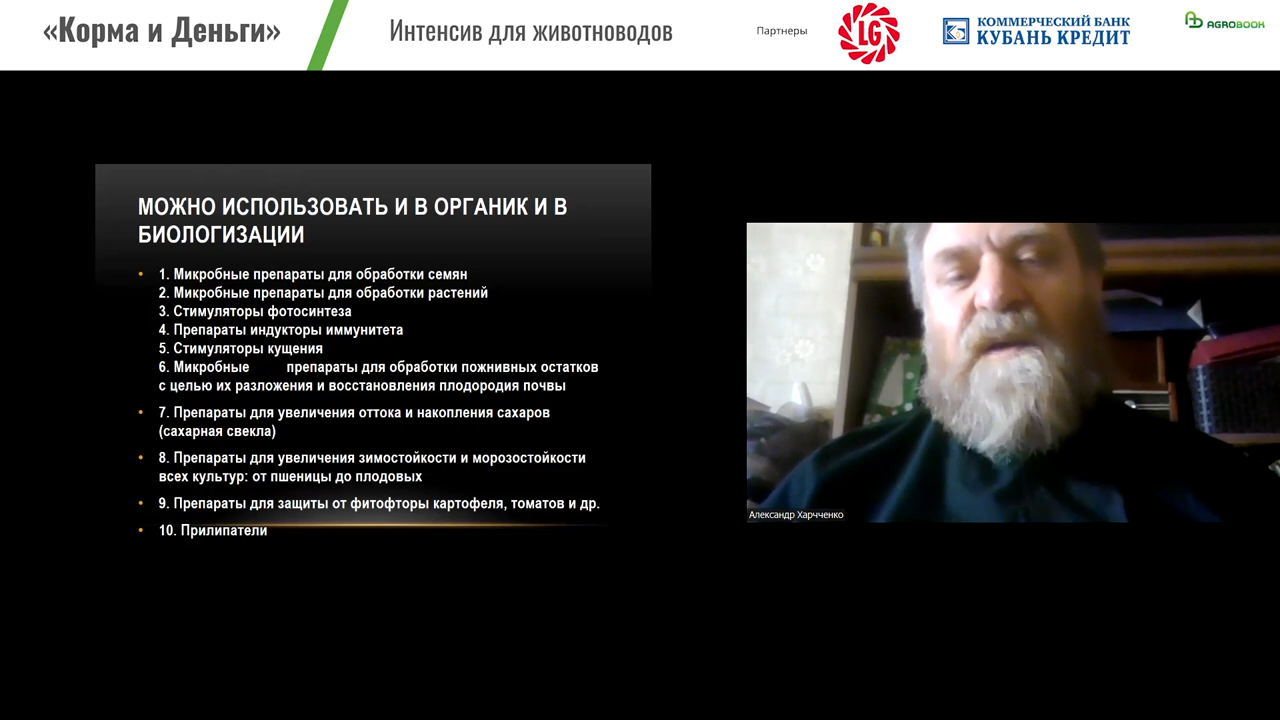 «Корма и Деньги»
Интенсив для животноводов
Партнеры
LG
КОММЕРЧЕСКИЙ БАНК
КУБАНЬ КРЕДИТ
AGROBOOK
МОЖНО ИСПОЛЬЗОВАТЬ И В ОРГАНИК И В
БИОЛОГИЗАЦИИ
• 1. Микробные препараты для обработки семян
2. Микробные препараты для обработки растений
3. Стимуляторы фотосинтеза
4. Препараты индукторы иммунитета
5. Стимуляторы кущения
6. Микробные препараты для обработки пожнивных остатков
с целью их разложения и восстановления плодородия почвы
• 7. Препараты для увеличения оттока и накопления сахаров
(сахарная свекла)
• 8. Препараты для увеличения зимостойкости и морозостойкости
всех культур: от пшеницы до плодовых
• 9. Препараты для защиты от фитофторы картофеля, томатов и др.
• 10. Прилипатели
Александр Харчченко